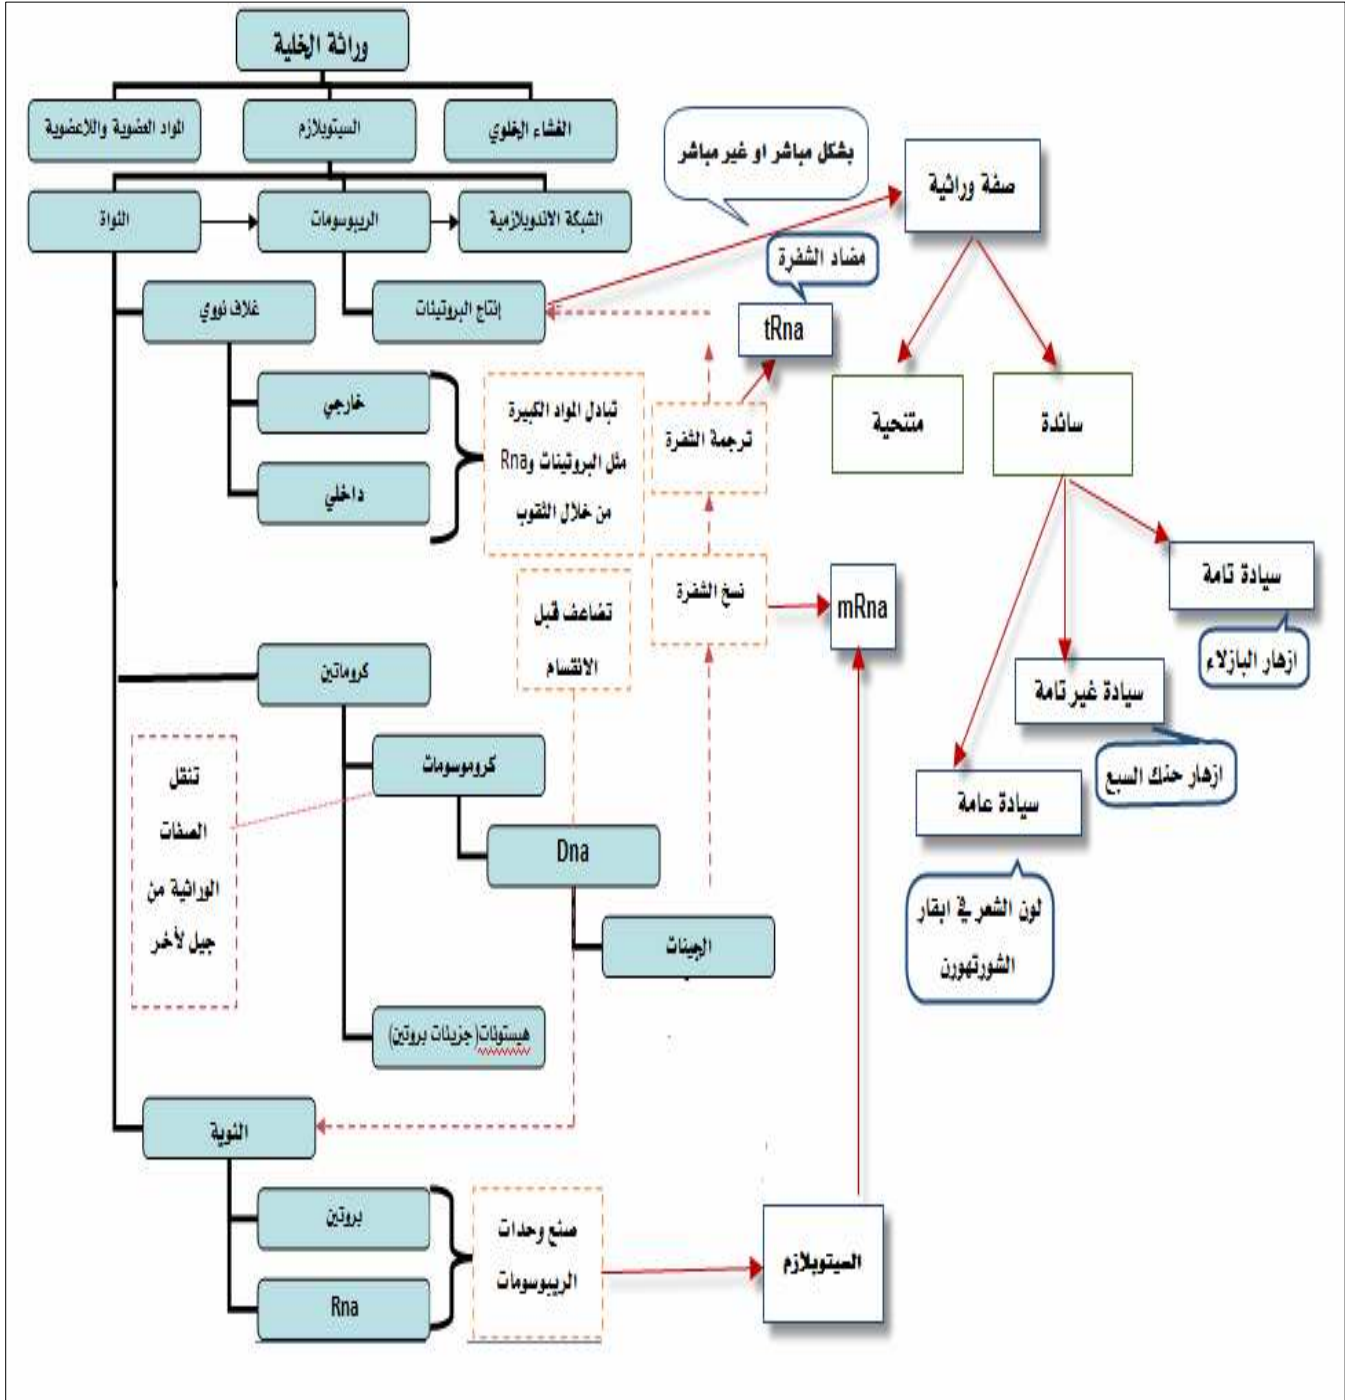 وراثة الخلية
الغشاء الخلوي
السيتوبلازم
المواد العضوية واللاعضوية
بشكل مباشر او غير مباشر
صفة وراثية
الشبكة الاندوبلازمية
الريبوسومات
النواة
مضاد الشفرة
إنتاج البروتينات
غلاف نووي
tRna
خارجي
تبادل المواد الكبيرة
مثل البروتينات وRna
من خلال الثقوب
ترجمة الشفرة
متنحية
سائدة
داخلي
سيادة تامة
نسخ الشفرة
mRna
تضاعف قبل
الانقسام
ازهار البازلاء
كروماتين
سيادة غير تامة
كروموسومات
ازهار حنك السبع
سيادة عامة
تنقل
الصفات
الوراثية من
جيل لأخر
Dna
لون الشعر في ابقار
الشورتهورن
الجينات
هيستونات( جزيئات بروتين)
النوية
بروتين
صنع وحدات
الريبوسومات
السيتوبلازم
Rna